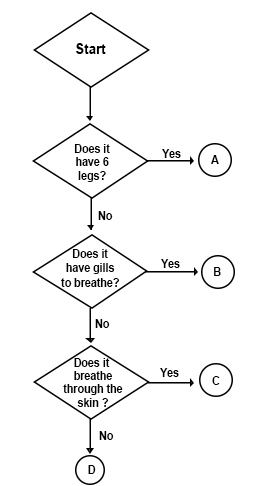 Start
Does it
have 6
legs?
Yes
A
No
Does it
have gills
to breathe?
Yes
B
No
Does it
breathe
through the
skin ?
Yes
C
No
D